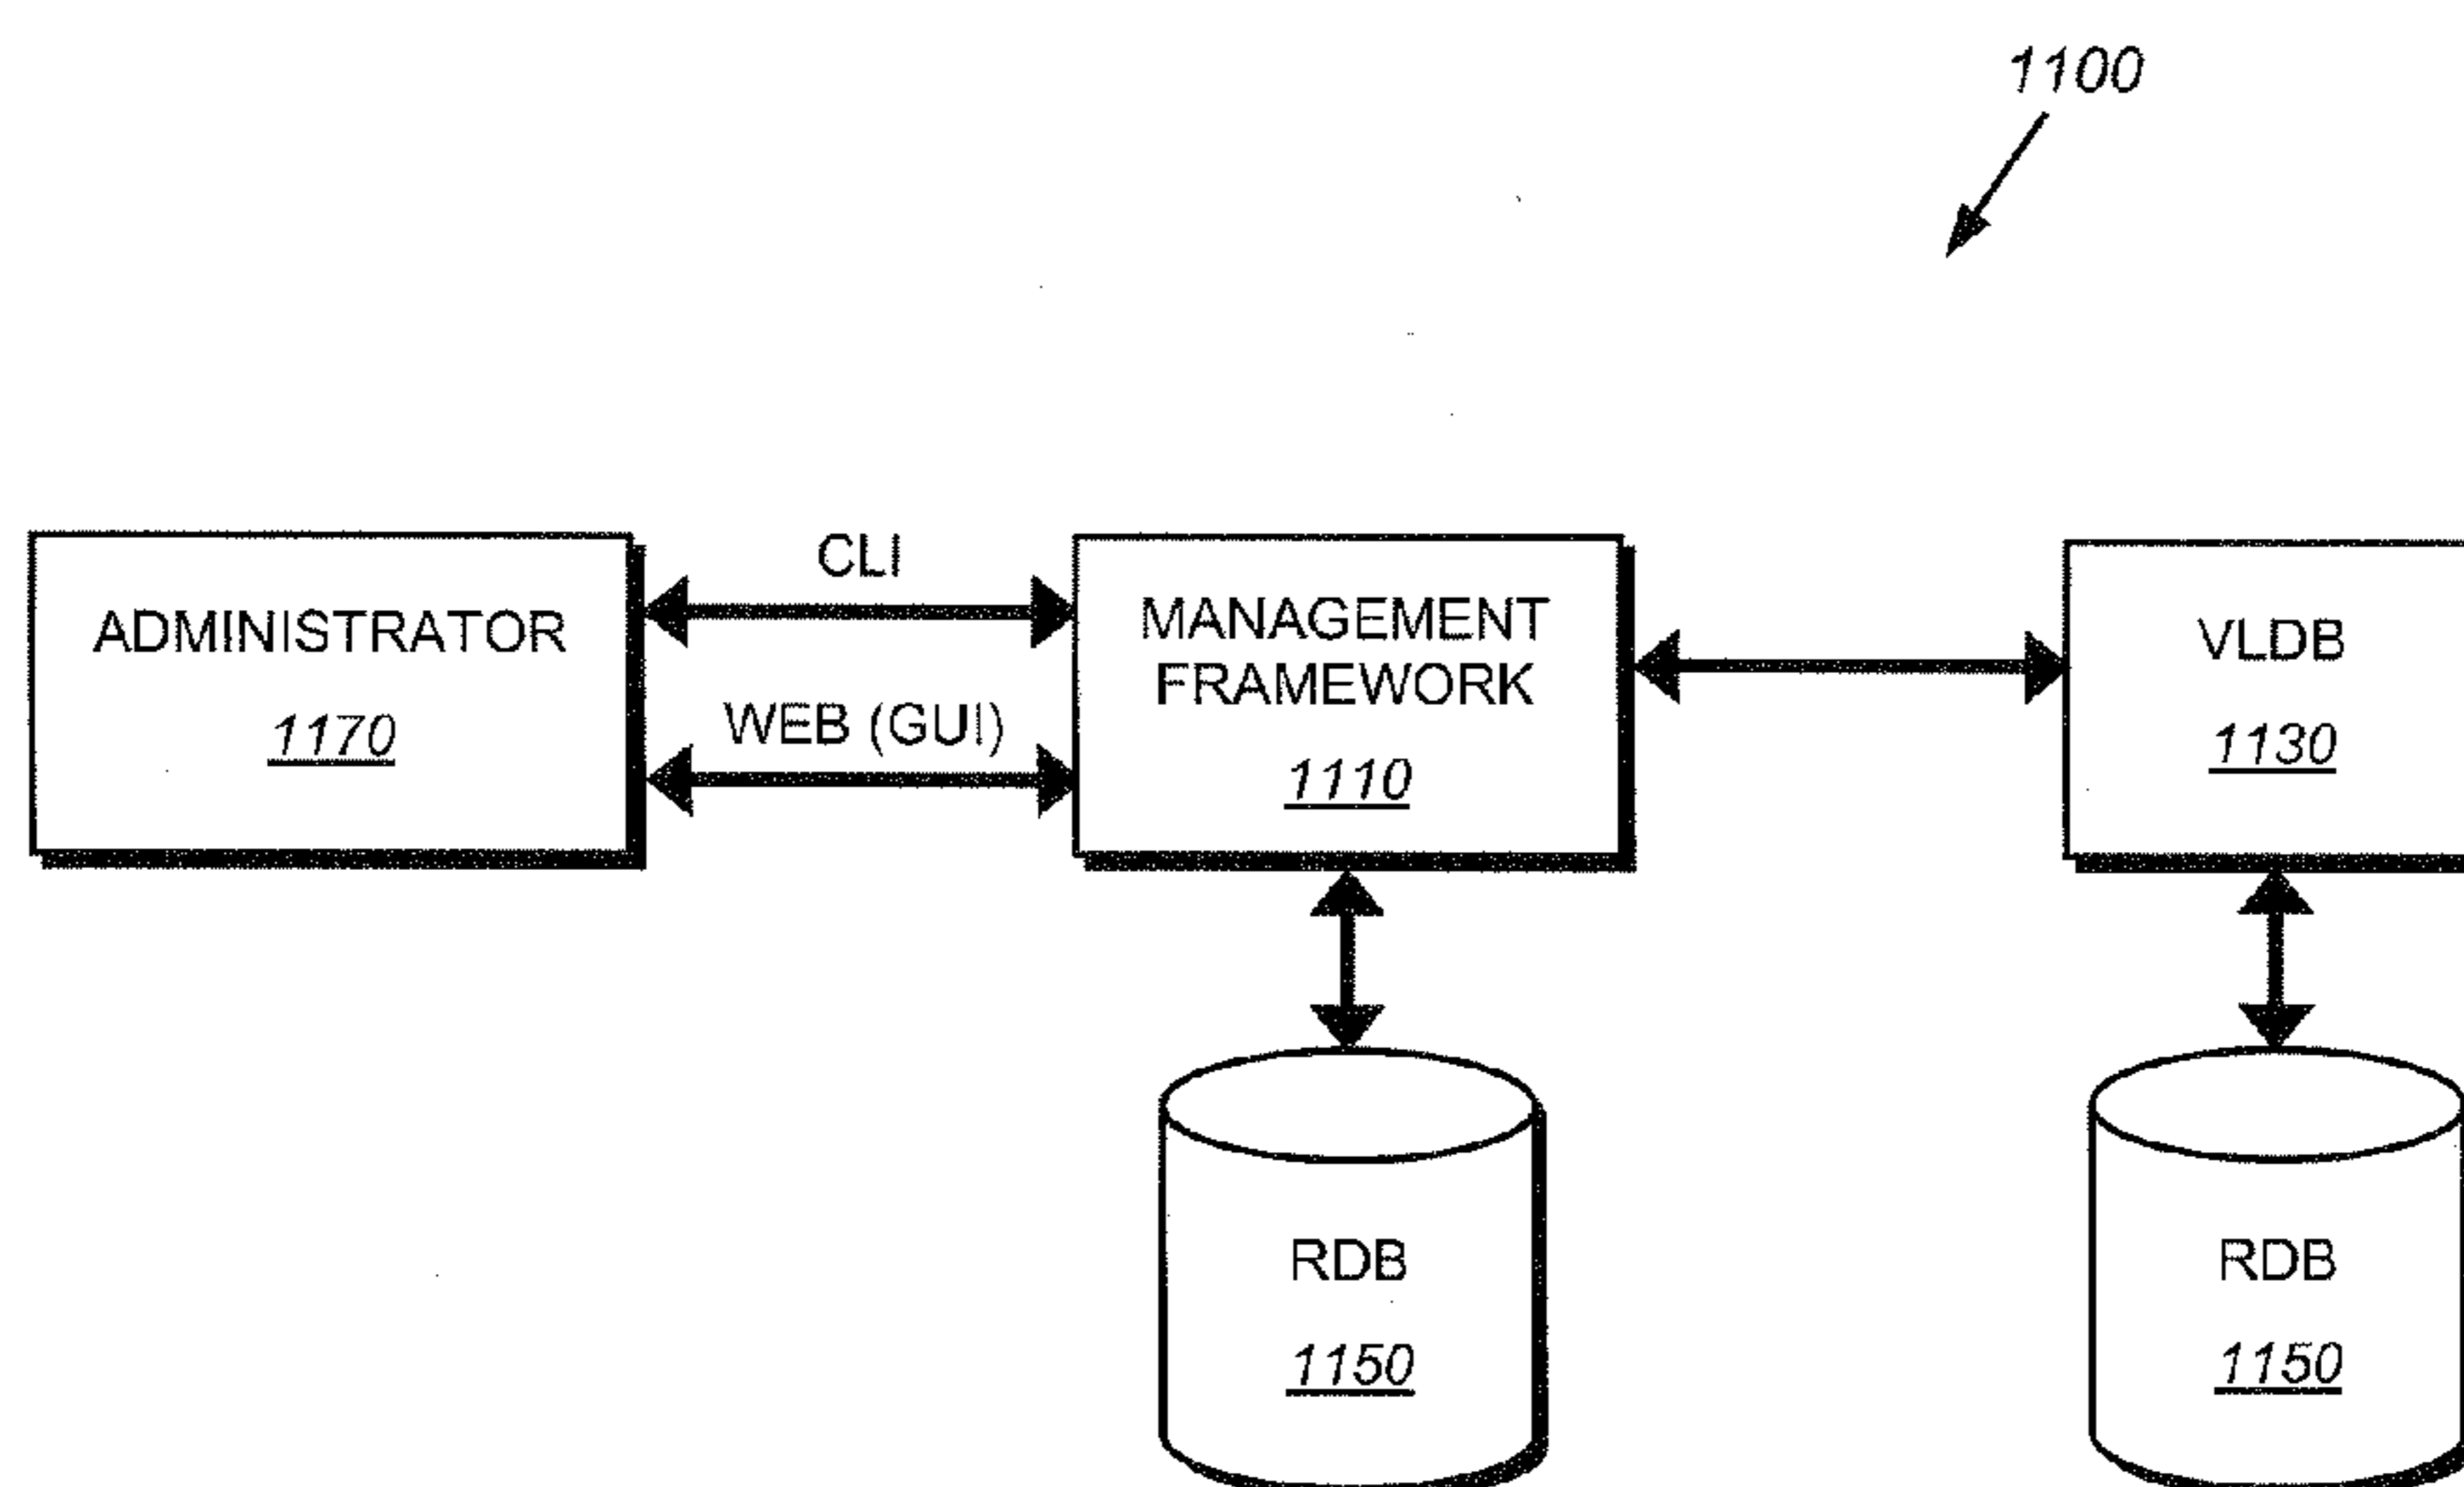 1100
CLI
ADMINISTRATOR
1170
WEB (GUI)
MANAGEMENT
FRAMEWORK
1110
VLDB
1130
RDB
1150
RDB
1150